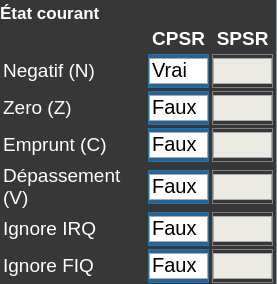 État courant
CPSR SPSR
Negatif (N) Vrai
Zero (Z) Faux
Emprunt (C) Faux
Dépassement
(V) Faux
Ignore IRQ Faux
Ignore FIQ Faux